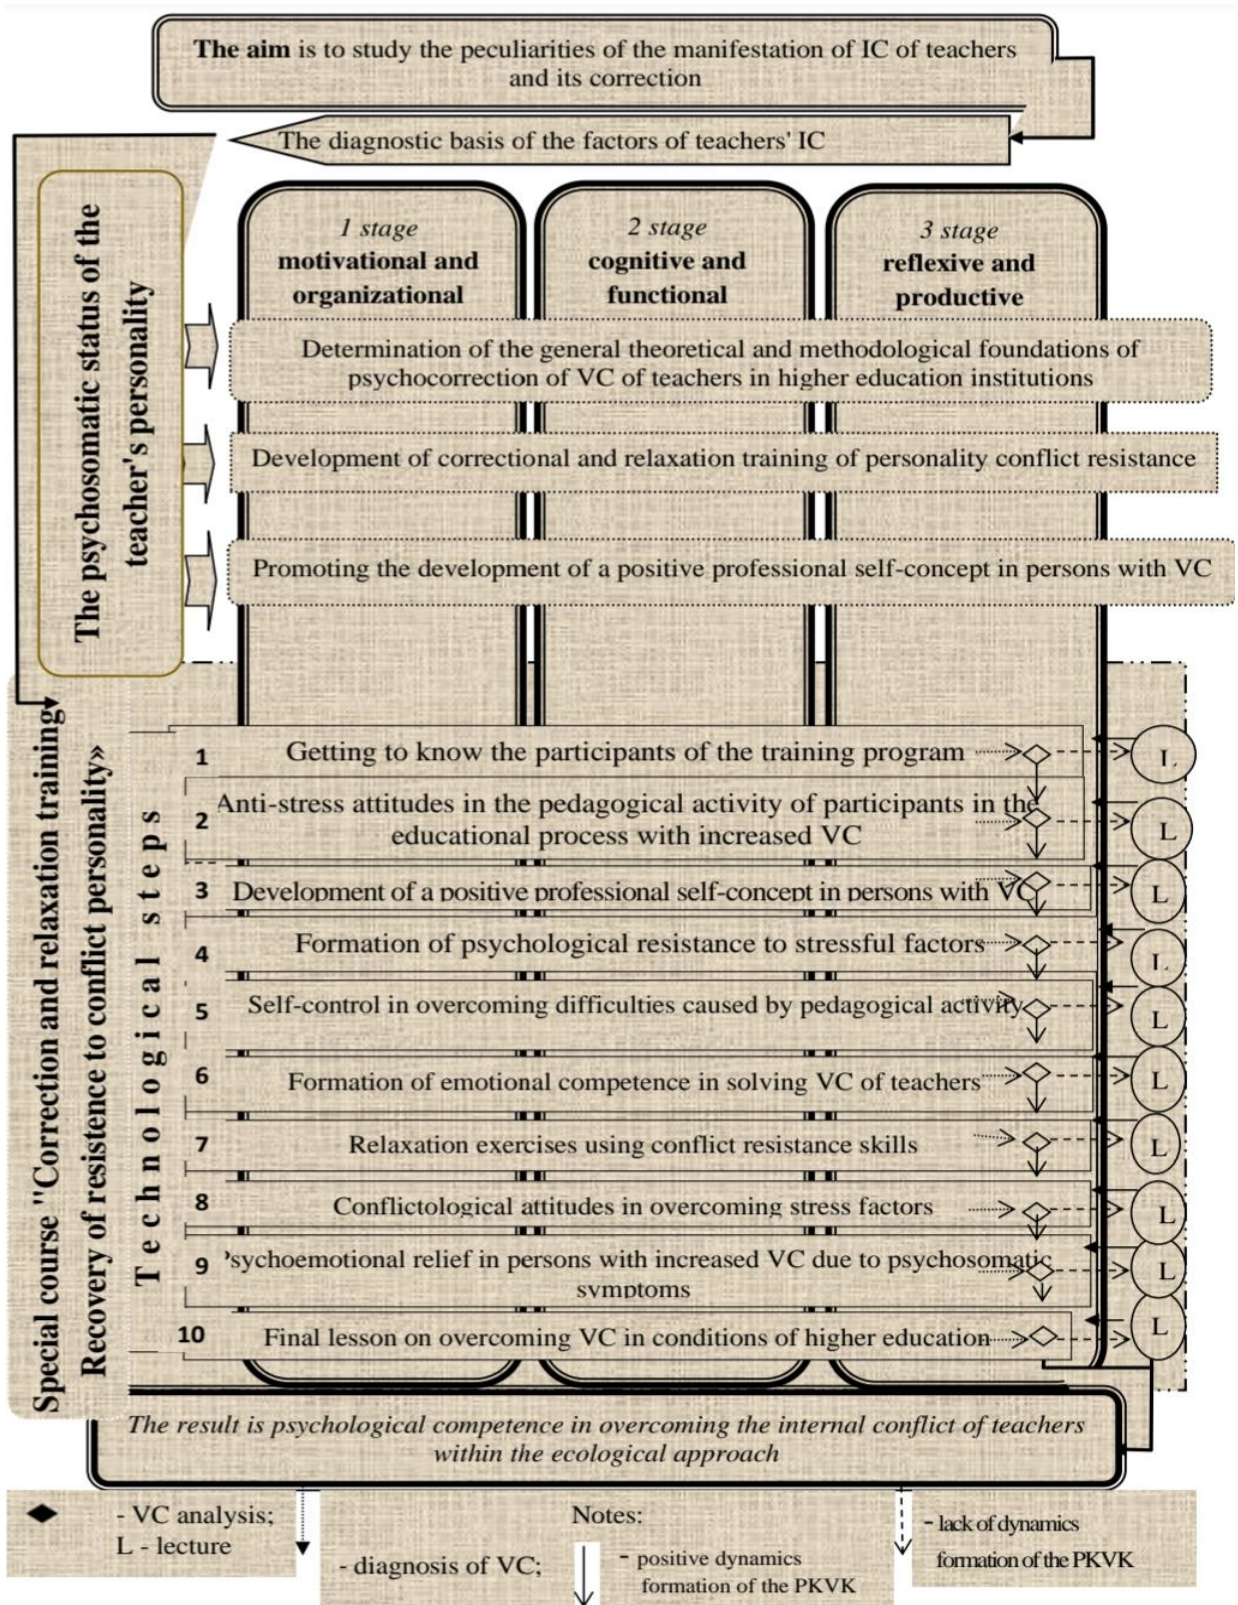 The aim is to study the peculiarities of the manifestation of IC of teachers
and its correction
The diagnostic basis of the factors of teachers' IC
The psychosomatic status of the
teacher's personality
1 stage
motivational and
organizational
2 stage
cognitive and
functional
3 stage
reflexive and
productive
Determination of the general theoretical and methodological foundations of
psychocorrection of VC of teachers in higher education institutions
Development of correctional and relaxation training of personality conflict resistance
Promoting the development of a positive professional self-concept in persons with VC
Special course "Correction and relaxation training
Recovery of resistence to conflict personality»
Technological steps
1 Getting to know the participants of the training program L
2 Anti-stress attitudes in the pedagogical activity of participants in the
educational process with increased VC L
3 Development of a positive professional self-concept in persons with VC L
4 Formation of psychological resistance to stressful factors L
5 Self-control in overcoming difficulties caused by pedagogical activity L
6 Formation of emotional competence in solving VC of teachers L
7 Relaxation exercises using conflict resistance skills L
8 Conflictological attitudes in overcoming stress factors L
9 'sychoemotional relief in persons with increased VC due to psychosomatic
symptoms L
10 Final lesson on overcoming VC in conditions of higher education L
The result is psychological competence in overcoming the internal conflict of teachers
within the ecological approach
- VC analysis;
L - lecture
Notes:
- diagnosis of VC;
- positive dynamics
formation of the PKVK
- lack of dynamics
formation of the PKVK